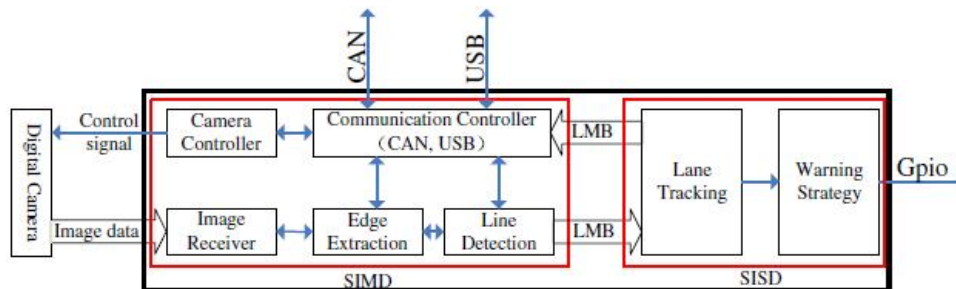 CAN
USB
Digital Camera
Control
signal
Camera
Controller
Communication Controller
(CAN, USB)
LMB
Lane
Tracking
Warning
Strategy
Gpio
Image data
Image
Receiver
Edge
Extraction
Line
Detection
LMB
SIMD
SISD